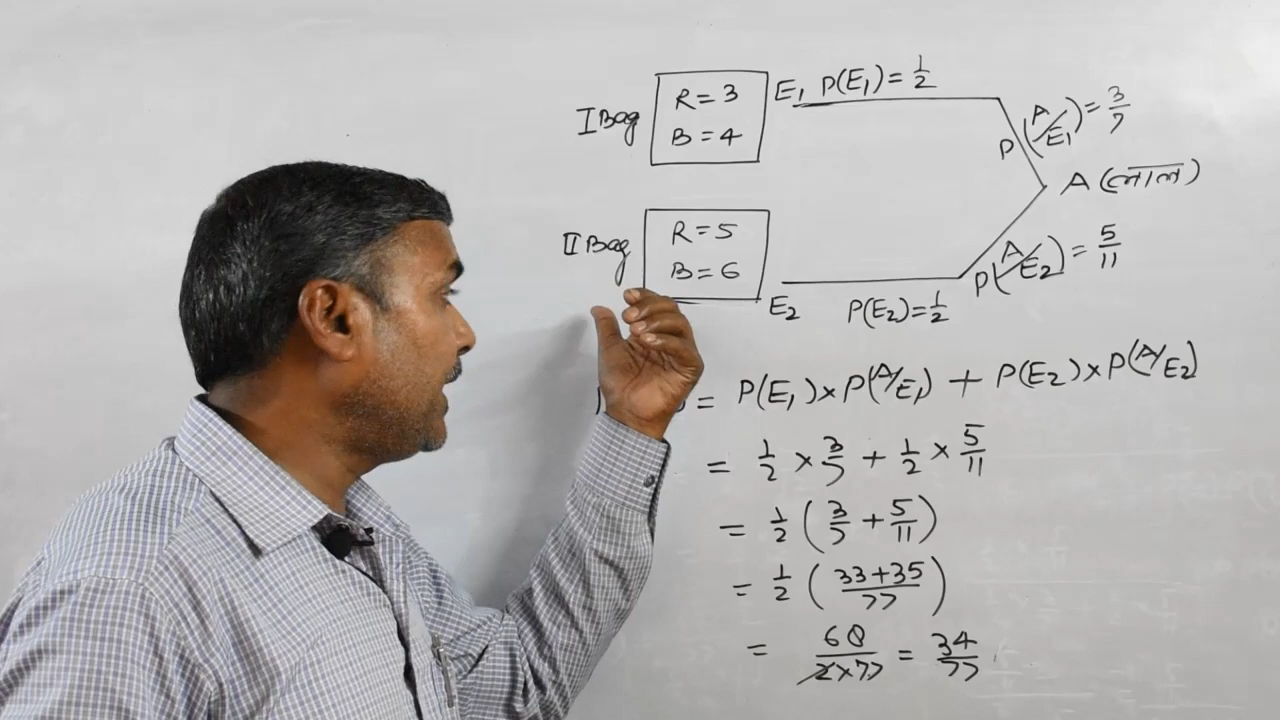 I Bag
R = 3
B = 4
E₁ P(E₁) = 1/2
P(A/E₁) = 3/7
A (लाल)
II Bag
R = 5
B = 6
E₂ P(E₂) = 1/2
P(A/E₂) = 5/11
= P(E₁) × P(A/E₁) + P(E₂) × P(A/E₂)
= 1/2 × 3/7 + 1/2 × 5/11
= 1/2 (3/7 + 5/11)
= 1/2 (33+35/77)
= 68/2×77 = 34/77